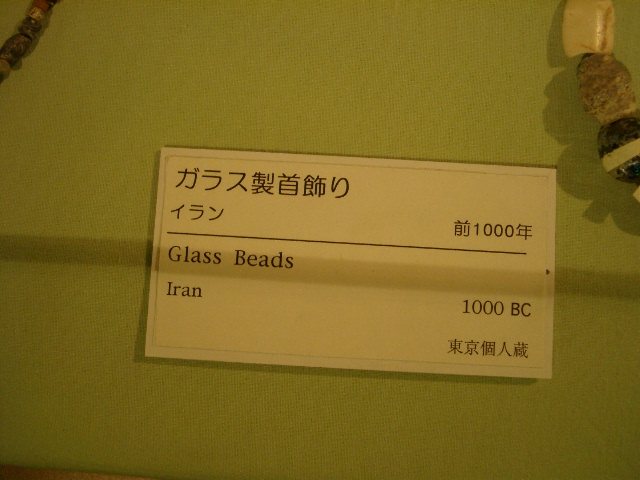 ガラス製首飾り
イラン
前1000年
Glass Beads
Iran
1000 BC
東京個人蔵